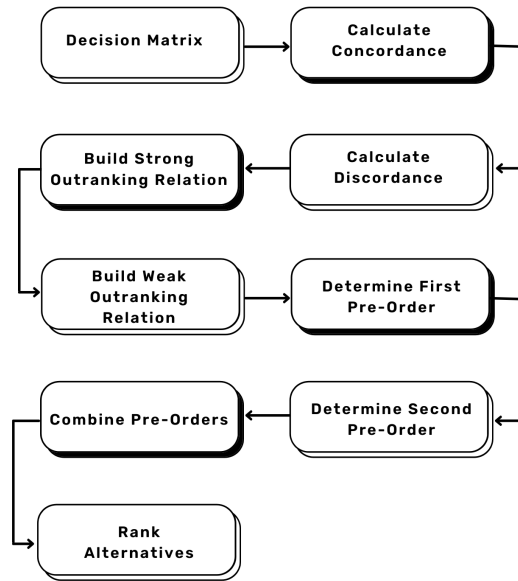 Decision Matrix
Calculate
Concordance
Calculate
Discordance
Build Strong
Outranking Relation
Build Weak
Outranking
Relation
Determine First
Pre-Order
Determine Second
Pre-Order
Combine Pre-Orders
Rank
Alternatives